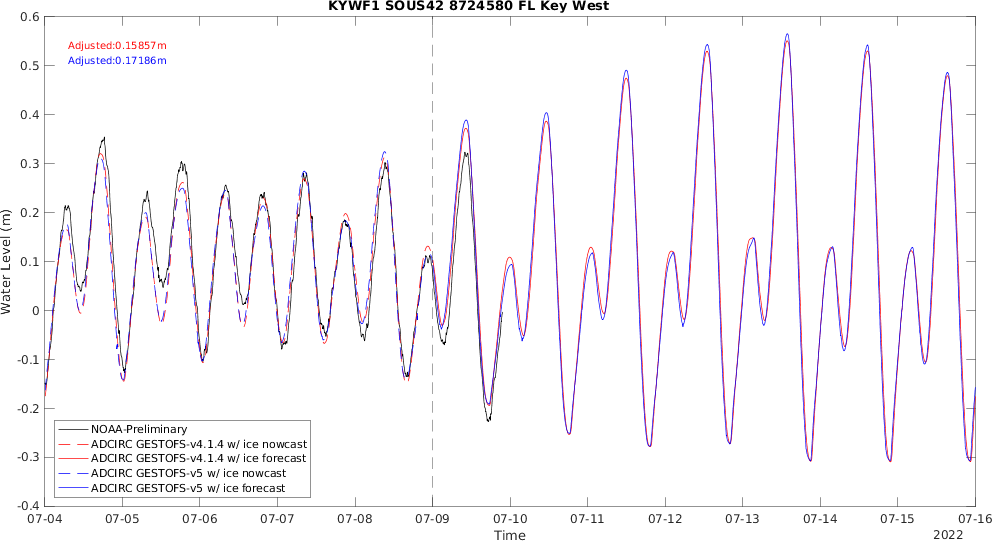 KYWF1 SOUS42 8724580 FL Key West
Adjusted:0.15857m
Adjusted:0.17186m
Water Level (m)
0.6
0.5
0.4
0.3
0.2
0.1
0
-0.1
-0.2
-0.3
-0.4
NOAA-Preliminary
ADCIRC GESTOFS-v4.1.4 w/ ice nowcast
ADCIRC GESTOFS-v4.1.4 w/ ice forecast
ADCIRC GESTOFS-v5 w/ ice nowcast
ADCIRC GESTOFS-v5 w/ ice forecast
07-04 07-05 07-06 07-07 07-08 07-09 07-10 07-11 07-12 07-13 07-14 07-15 07-16
Time
2022